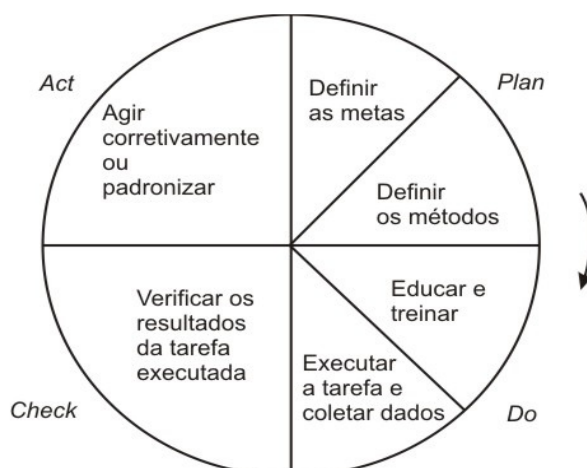 Act
Agir
corretivamente
ou
padronizar
Definir
as metas
Plan
Definir
os métodos
Educar e
treinar
Executar
a tarefa e
coletar dados
Do
Verificar os
resultados
da tarefa
executada
Check